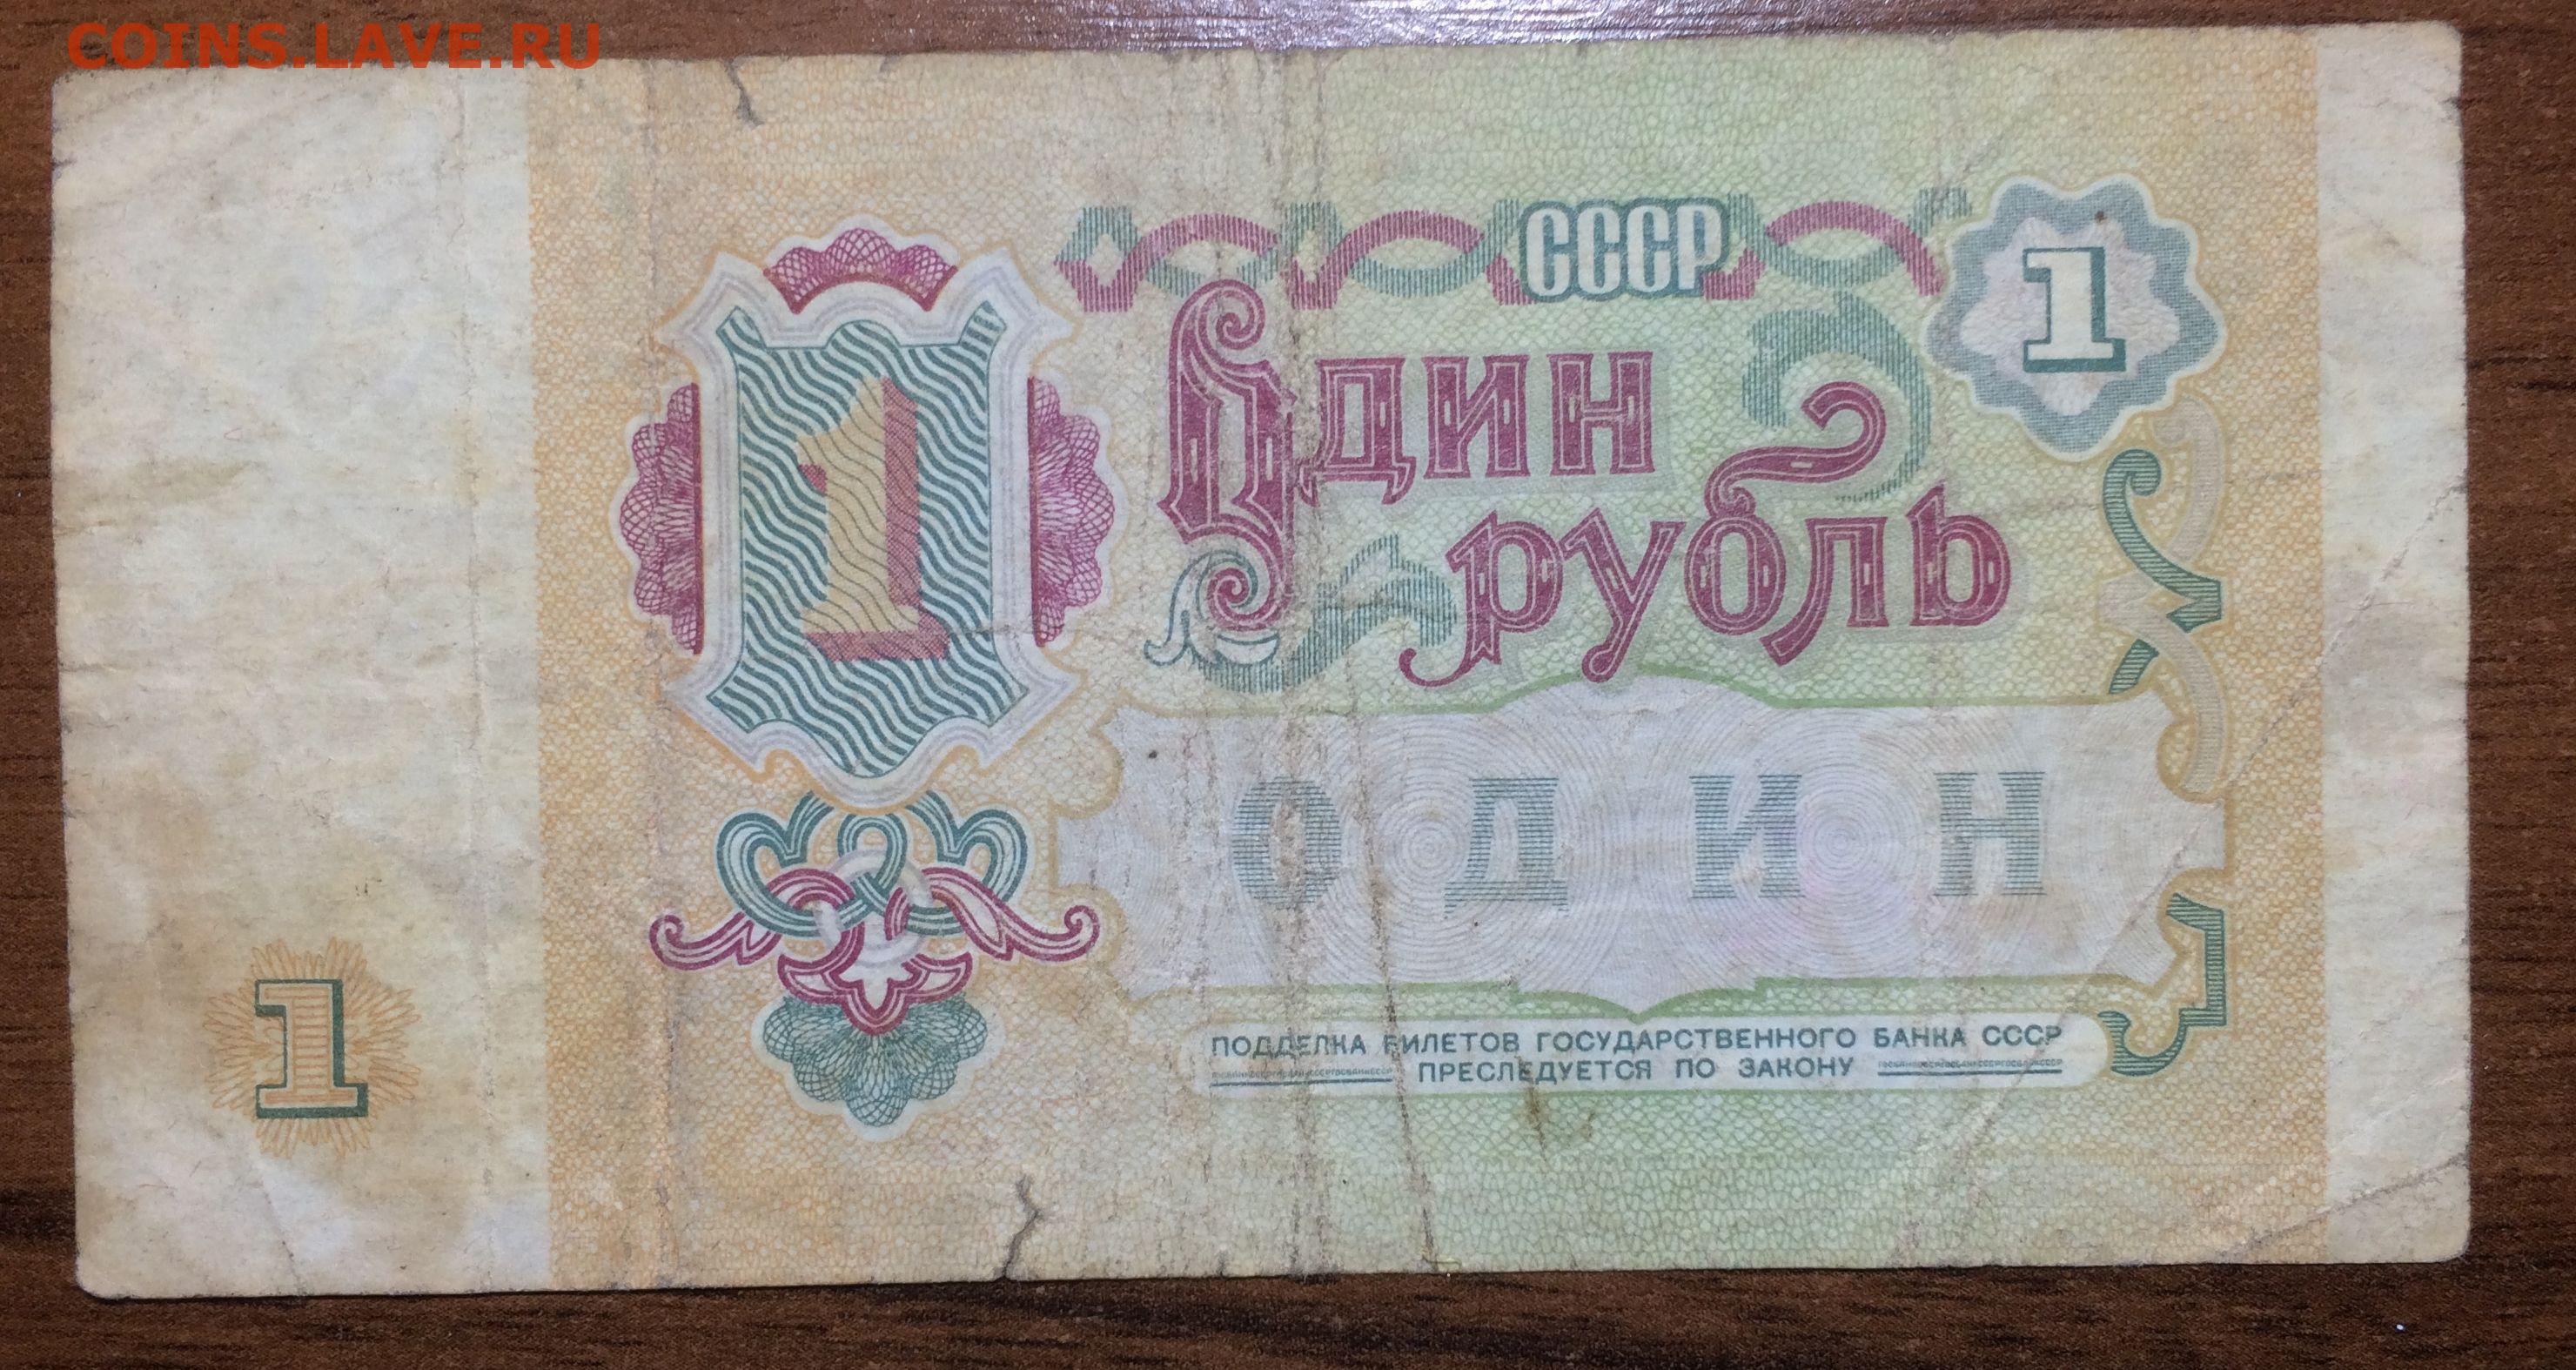 COINS.LAVE.RU
СССР
1
Один
рубль
1
ОДИН
1
ПОДДЕЛКА БИЛЕТОВ ГОСУДАРСТВЕННОГО БАНКА СССР
ПРЕСЛЕДУЕТСЯ ПО ЗАКОНУ